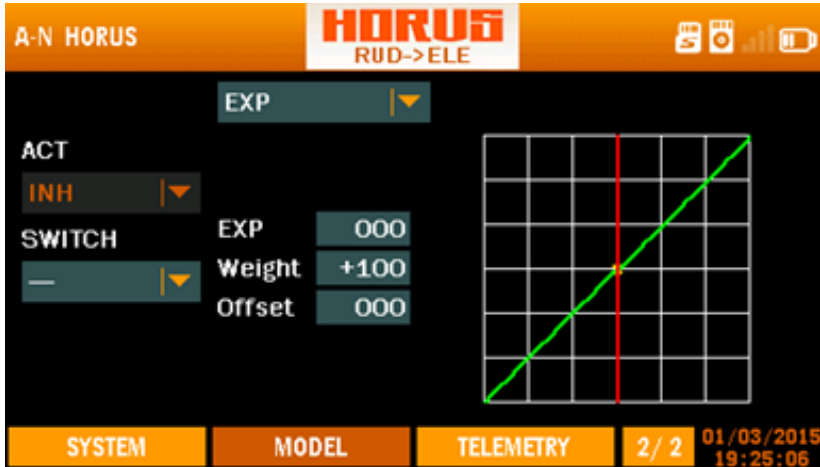 A-N HORUS
HORUS
RUD->ELE
EXP
ACT
INH
SWITCH
—
EXP 000
Weight +100
Offset 000
SYSTEM MODEL TELEMETRY 2/ 2 01/03/2015
19:25:06